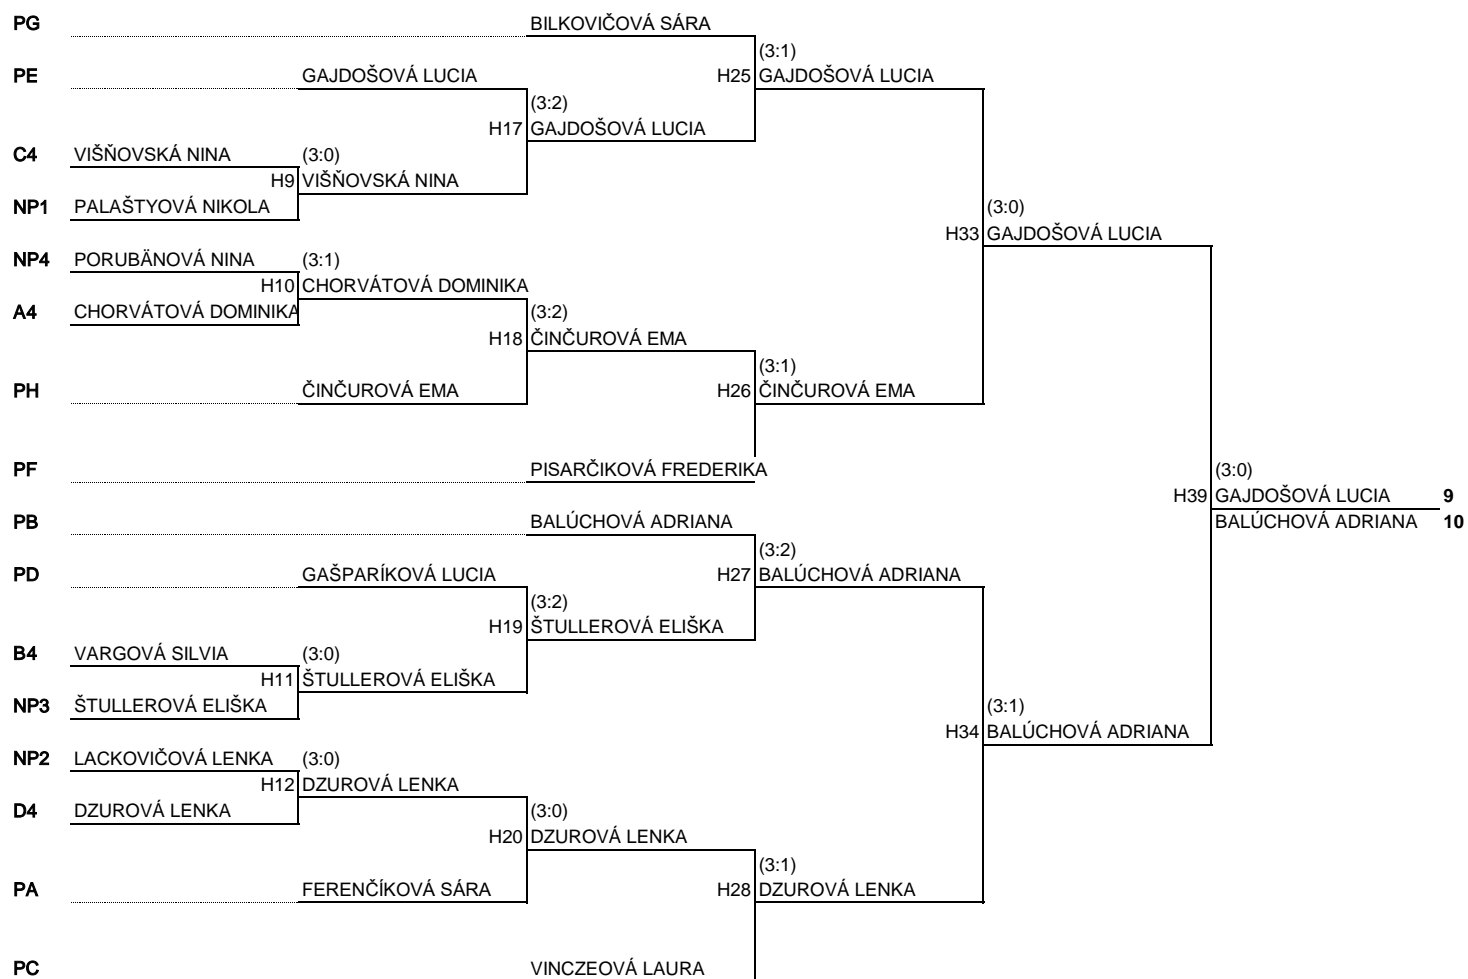 PG BILKOVIČOVÁ SÁRA
(3:1)
PE GAJDOŠOVÁ LUCIA H25 GAJDOŠOVÁ LUCIA
(3:2)
H17 GAJDOŠOVÁ LUCIA
C4 VIŠŇOVSKÁ NINA (3:0)
H9 VIŠŇOVSKÁ NINA
NP1 PALAŠTYOVÁ NIKOLA (3:0)
H33 GAJDOŠOVÁ LUCIA
NP4 PORUBÄNOVÁ NINA (3:1)
H10 CHORVÁTOVÁ DOMINIKA
A4 CHORVÁTOVÁ DOMINIKA (3:2)
H18 ČINČUROVÁ EMA
(3:1)
PH ČINČUROVÁ EMA H26 ČINČUROVÁ EMA
PF PISARČIKOVÁ FREDERIKA (3:0)
H39 GAJDOŠOVÁ LUCIA 9
PB BALÚCHOVÁ ADRIANA BALÚCHOVÁ ADRIANA 10
(3:2)
PD GAŠPARÍKOVÁ LUCIA H27 BALÚCHOVÁ ADRIANA
(3:2)
H19 ŠTULLEROVÁ ELIŠKA
B4 VARGOVÁ SILVIA (3:0)
H11 ŠTULLEROVÁ ELIŠKA
NP3 ŠTULLEROVÁ ELIŠKA (3:1)
H34 BALÚCHOVÁ ADRIANA
NP2 LACKOVIČOVÁ LENKA (3:0)
H12 DZUROVÁ LENKA
D4 DZUROVÁ LENKA (3:0)
H20 DZUROVÁ LENKA
(3:1)
PA FERENČÍKOVÁ SÁRA H28 DZUROVÁ LENKA
PC VINCZEOVÁ LAURA